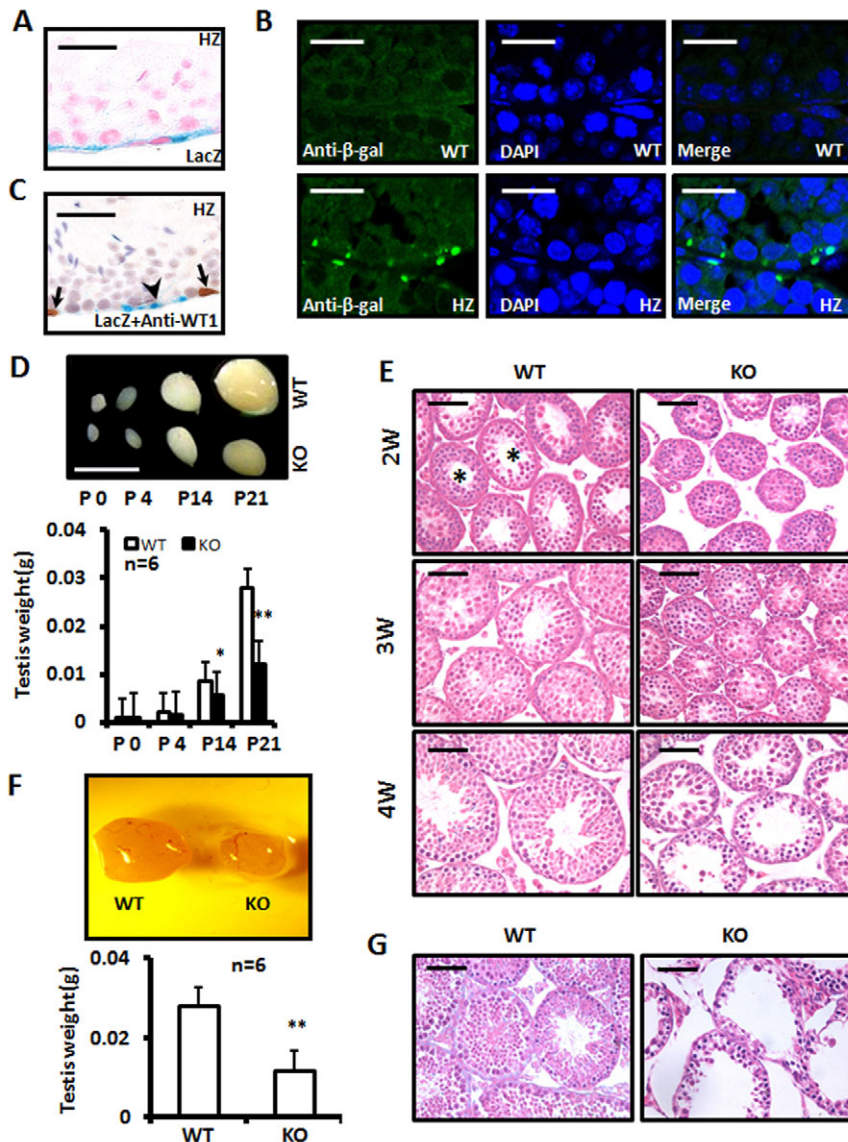 A
HZ
LacZ
B
Anti-β-gal WT
DAPI WT
Merge WT
Anti-β-gal HZ
DAPI HZ
Merge HZ
C
HZ
LacZ+Anti-WT1
D
WT
KO
P 0 P 4 P14 P21
0.04
0.03
0.02
0.01
0
Testis weight(g)
WT KO
n=6
*
**
P 0 P 4 P14 P21
E
WT KO
2W
* *
3W
4W
F
WT KO
0.04
0.02
0
Testis weight(g)
n=6
**
WT KO
G
WT KO